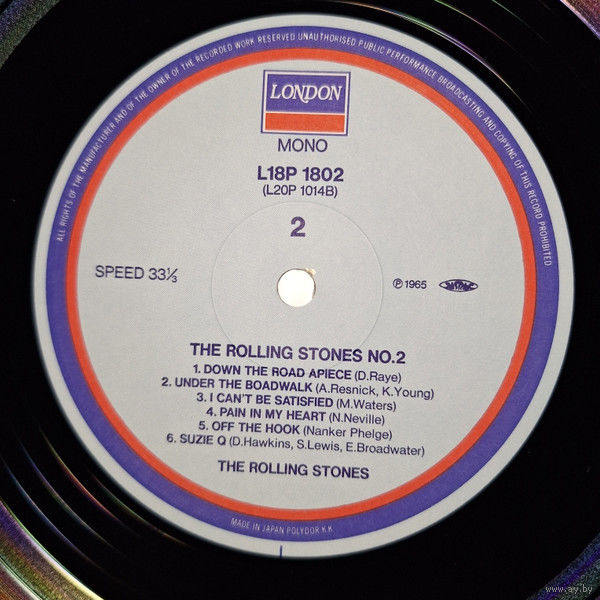 ALL RIGHTS OF THE MANUFACTURER AND OF THE OWNER OF THE RECORDED WORK RESERVED UNAUTHORISED PUBLIC PERFORMANCE BROADCASTING AND COPYING OF THIS RECORD PROHIBITED
LONDON
MONO
L18P 1802
(L20P 1014B)
2
SPEED 33⅓
℗ 1965
THE ROLLING STONES NO.2
1. DOWN THE ROAD APIECE (D.Raye)
2. UNDER THE BOADWALK (A.Resnick, K.Young)
3. I CAN'T BE SATISFIED (M.Waters)
4. PAIN IN MY HEART (N.Neville)
5. OFF THE HOOK (Nanker Phelge)
6. SUZIE Q (D.Hawkins, S.Lewis, E.Broadwater)
THE ROLLING STONES
MADE IN JAPAN POLYDOR K.K.
www.ay.by